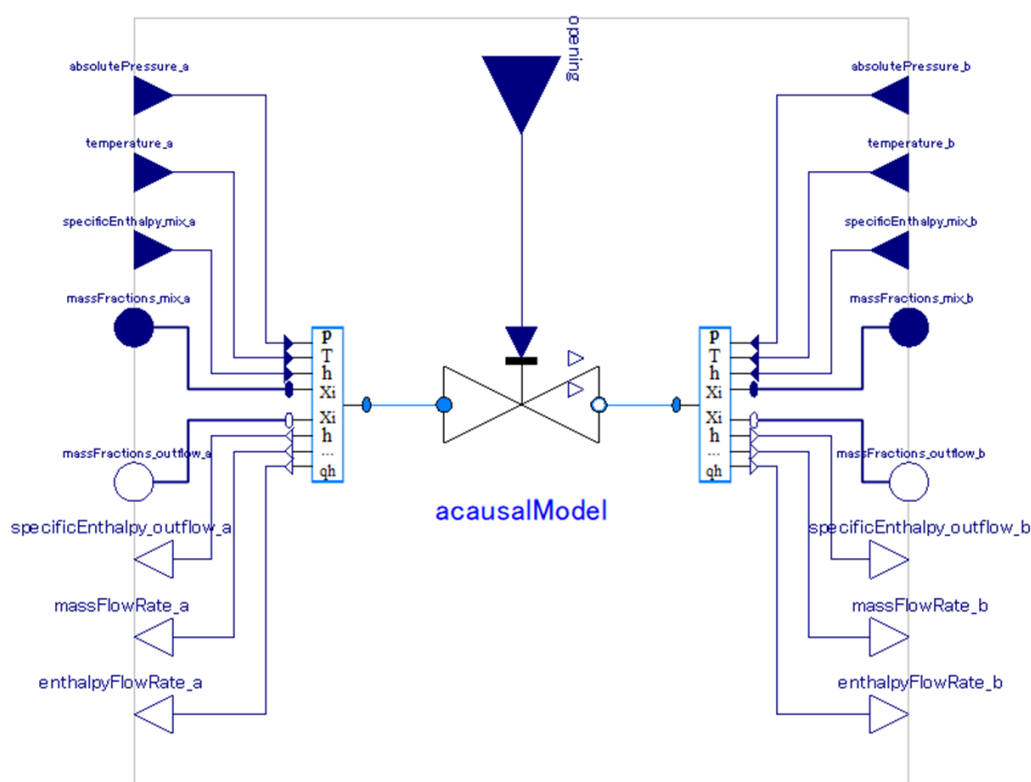 opening
absolutePressure_a
absolutePressure_b
temperature_a
temperature_b
specificEnthalpy_mix_a
specificEnthalpy_mix_b
massFractions_mix_a
massFractions_mix_b
p
T
h
Xi
Xi
h
...
qh
p
T
h
Xi
Xi
h
...
qh
massFractions_outflow_a
massFractions_outflow_b
acausalModel
specificEnthalpy_outflow_a
specificEnthalpy_outflow_b
massFlowRate_a
massFlowRate_b
enthalpyFlowRate_a
enthalpyFlowRate_b